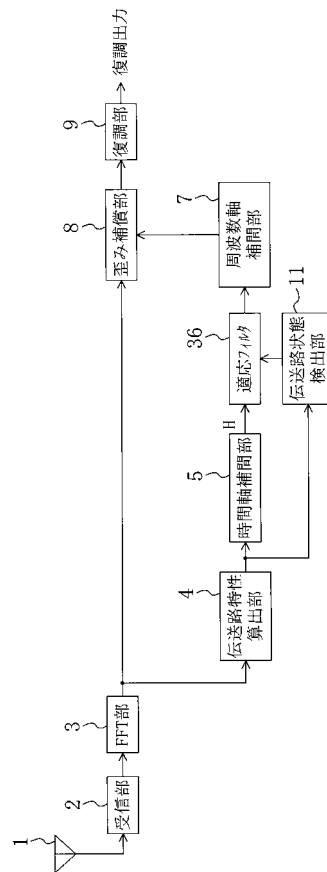 1
2
受信部
3
FFT部
4
伝送路特性
算出部
5
時間軸補間部
H
36
適応フィルタ
11
伝送路状態
検出部
7
周波数軸
補間部
8
歪み補償部
9
復調部
復調出力